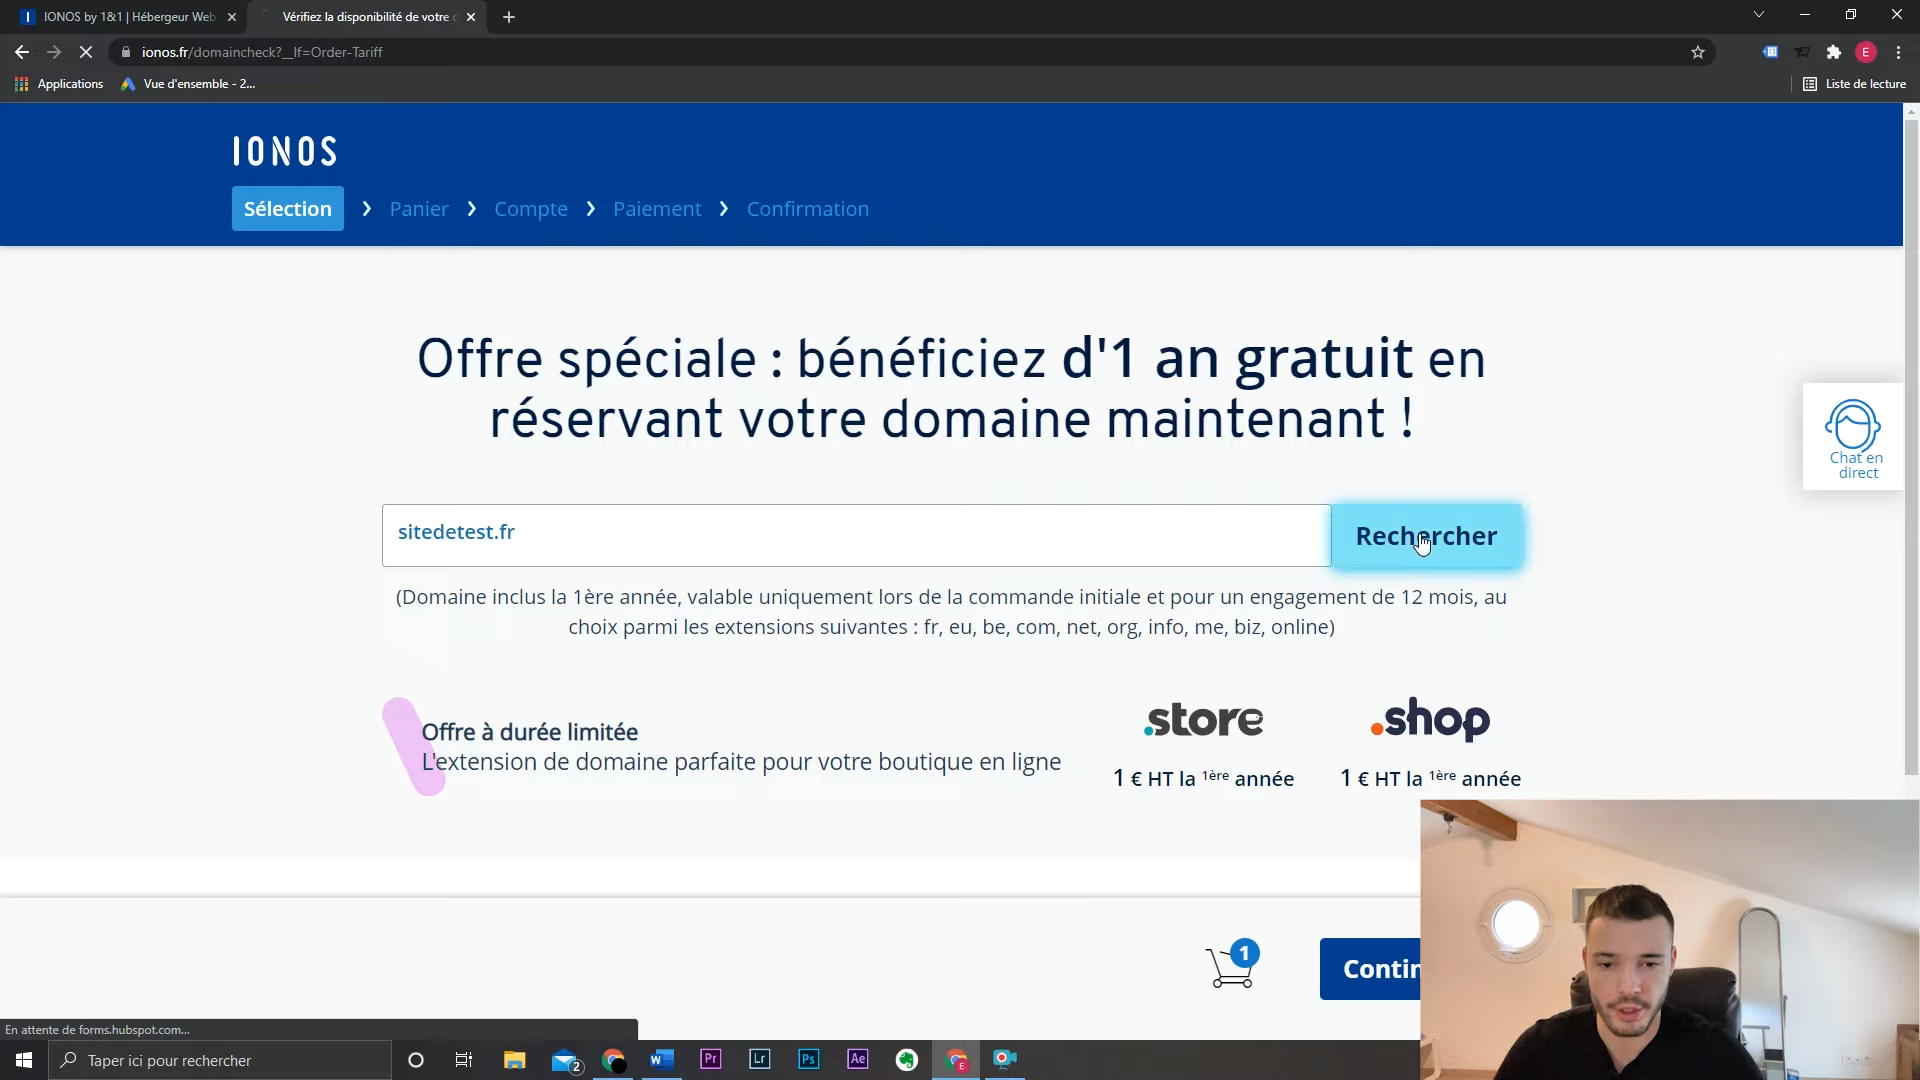 IONOS by 1&1 | Hébergeur Web
Vérifiez la disponibilité de votre
ionos.fr/domaincheck?__lf=Order-Tariff
E
Applications
Vue d'ensemble - 2...
Liste de lecture
IONOS
Sélection
Panier
Compte
Paiement
Confirmation
Offre spéciale : bénéficiez d'1 an gratuit en
réservant votre domaine maintenant !
Chat en
direct
sitedetest.fr
Rechercher
(Domaine inclus la 1ère année, valable uniquement lors de la commande initiale et pour un engagement de 12 mois, au
choix parmi les extensions suivantes : fr, eu, be, com, net, org, info, me, biz, online)
Offre à durée limitée
L'extension de domaine parfaite pour votre boutique en ligne
.store
1 € HT la 1ère année
.shop
1 € HT la 1ère année
1
En attente de forms.hubspot.com...
Taper ici pour rechercher
2
W
Pr
Lr
Ps
Ae
E